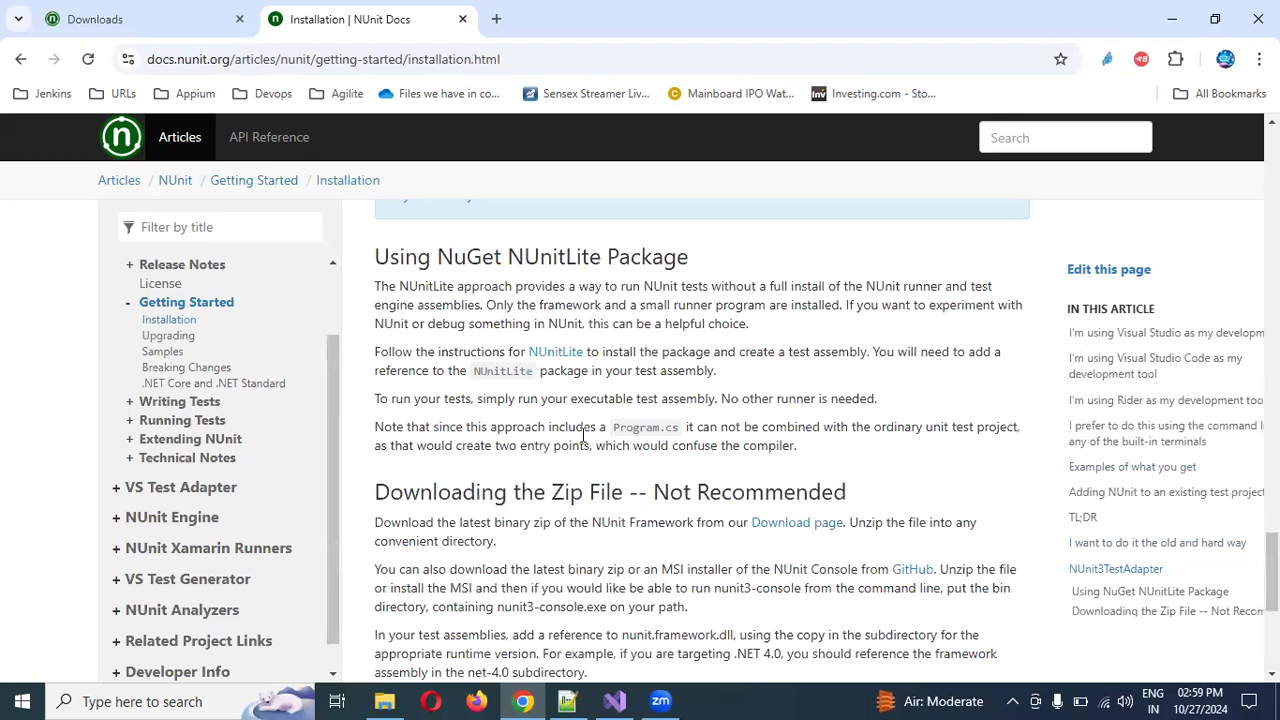 Downloads
Installation | NUnit Docs
docs.nunit.org/articles/nunit/getting-started/installation.html
Jenkins
URLs
Appium
Devops
Agilite
Files we have in co...
Sensex Streamer Liv...
Mainboard IPO Wat...
Inv
Investing.com - Sto...
All Bookmarks
n
Articles
API Reference
Search
Articles / NUnit / Getting Started / Installation
Filter by title
+ Release Notes
License
- Getting Started
Installation
Upgrading
Samples
Breaking Changes
.NET Core and .NET Standard
+ Writing Tests
+ Running Tests
+ Extending NUnit
+ Technical Notes
+ VS Test Adapter
+ NUnit Engine
+ NUnit Xamarin Runners
+ VS Test Generator
+ NUnit Analyzers
+ Related Project Links
+ Developer Info
Using NuGet NUnitLite Package
The NUnitLite approach provides a way to run NUnit tests without a full install of the NUnit runner and test
engine assemblies. Only the framework and a small runner program are installed. If you want to experiment with
NUnit or debug something in NUnit, this can be a helpful choice.
Follow the instructions for NUnitLite to install the package and create a test assembly. You will need to add a
reference to the NUnitLite package in your test assembly.
To run your tests, simply run your executable test assembly. No other runner is needed.
Note that since this approach includes a Program.cs it can not be combined with the ordinary unit test project,
as that would create two entry points, which would confuse the compiler.
Downloading the Zip File -- Not Recommended
Download the latest binary zip of the NUnit Framework from our Download page. Unzip the file into any
convenient directory.
You can also download the latest binary zip or an MSI installer of the NUnit Console from GitHub. Unzip the file
or install the MSI and then if you would like be able to run nunit3-console from the command line, put the bin
directory, containing nunit3-console.exe on your path.
In your test assemblies, add a reference to nunit.framework.dll, using the copy in the subdirectory for the
appropriate runtime version. For example, if you are targeting .NET 4.0, you should reference the framework
assembly in the net-4.0 subdirectory.
Edit this page
IN THIS ARTICLE
I'm using Visual Studio as my developm
I'm using Visual Studio Code as my
development tool
I'm using Rider as my development too
I prefer to do this using the command l
any of the built-in terminals
Examples of what you get
Adding NUnit to an existing test project
TL;DR
I want to do it the old and hard way
NUnit3TestAdapter
Using NuGet NUnitLite Package
Downloading the Zip File -- Not Recom
Type here to search
zm
Air: Moderate
ENG
IN
02:59 PM
10/27/2024